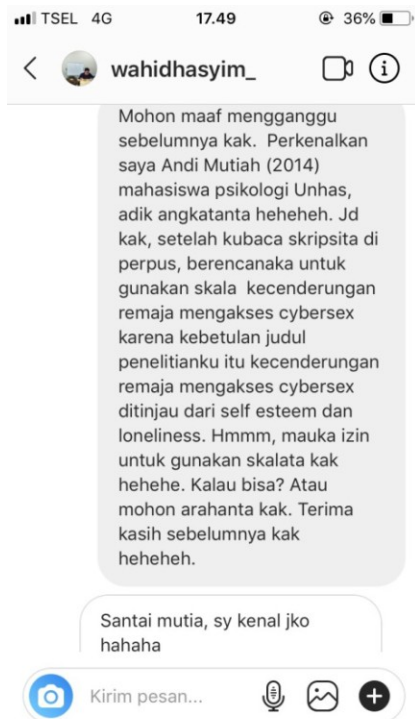 TSEL 4G 17.49 36%
wahidhasyim_
Mohon maaf mengganggu
sebelumnya kak. Perkenalkan
saya Andi Mutiah (2014)
mahasiswa psikologi Unhas,
adik angkatanta heheheh. Jd
kak, setelah kubaca skripsita di
perpus, berencanaka untuk
gunakan skala kecenderungan
remaja mengakses cybersex
karena kebetulan judul
penelitianku itu kecenderungan
remaja mengakses cybersex
ditinjau dari self esteem dan
loneliness. Hmmm, mauka izin
untuk gunakan skalata kak
hehehe. Kalau bisa? Atau
mohon arahanta kak. Terima
kasih sebelumnya kak
heheheh.
Santai mutia, sy kenal jko
hahaha
Kirim pesan...